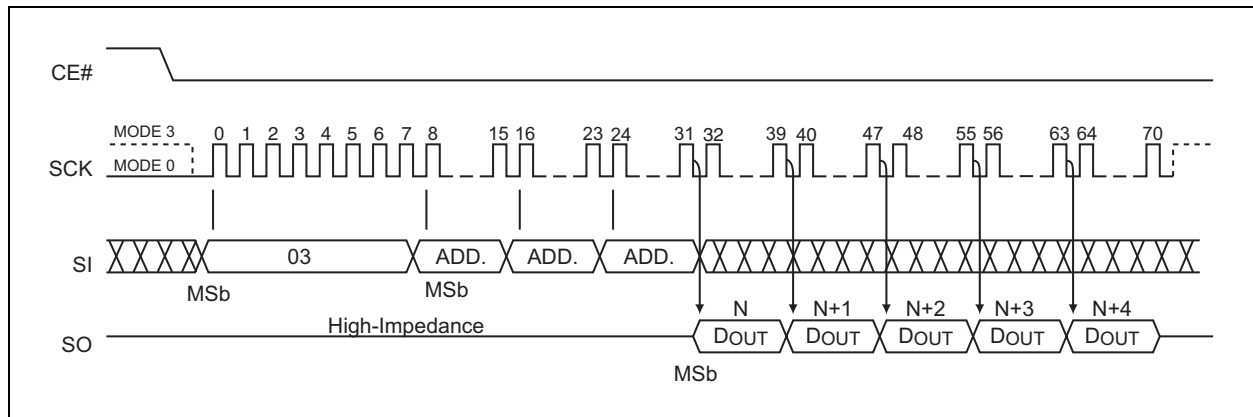 CE#
MODE 3
0 1 2 3 4 5 6 7 8 15 16 23 24 31 32 39 40 47 48 55 56 63 64 70
SCK
MODE 0
SI
03 ADD. ADD. ADD.
MSb MSb
N N+1 N+2 N+3 N+4
High-Impedance
SO
DOUT DOUT DOUT DOUT DOUT
MSb